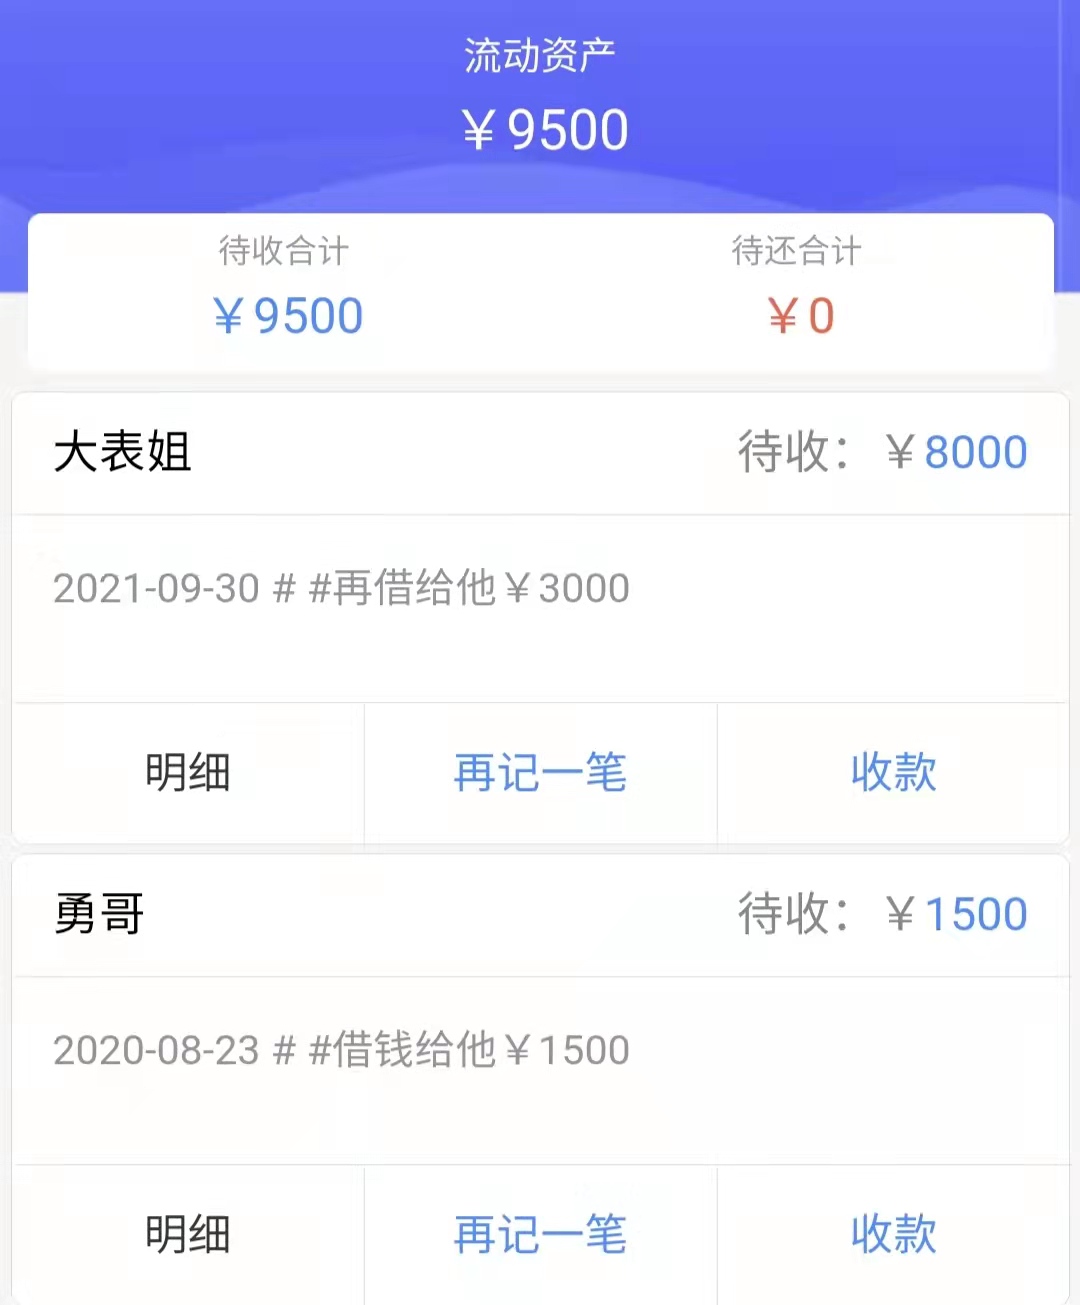 流动资产
￥9500
待收合计 待还合计
￥9500 ￥0
大表姐 待收：￥8000
2021-09-30 # #再借给他￥3000
明细 再记一笔 收款
勇哥 待收：￥1500
2020-08-23 # #借钱给他￥1500
明细 再记一笔 收款